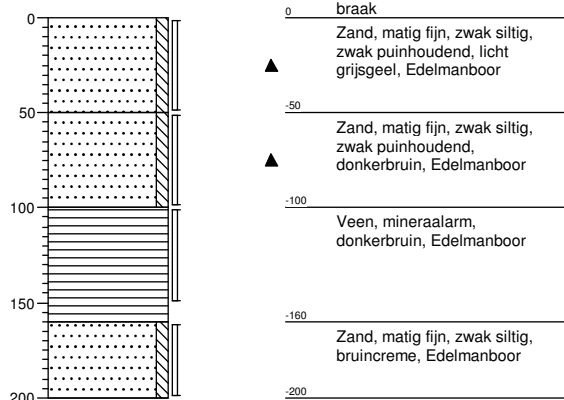 0
50
100
150
200
0
braak
Zand, matig fijn, zwak siltig,
zwak puinhoudend, licht
grijsgeel, Edelmanboor
-50
Zand, matig fijn, zwak siltig,
zwak puinhoudend,
donkerbruin, Edelmanboor
-100
Veen, mineraalarm,
donkerbruin, Edelmanboor
-160
Zand, matig fijn, zwak siltig,
bruincreme, Edelmanboor
-200